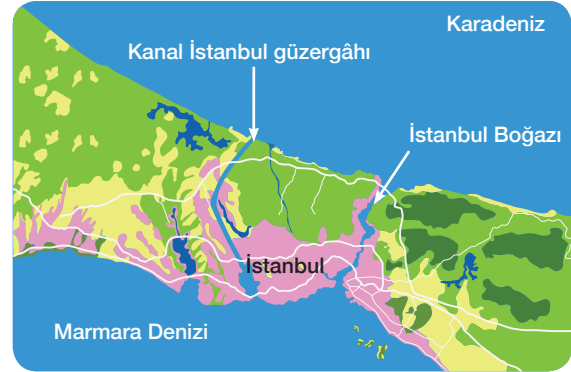 Karadeniz
Kanal İstanbul güzergâhı
İstanbul Boğazı
İstanbul
Marmara Denizi